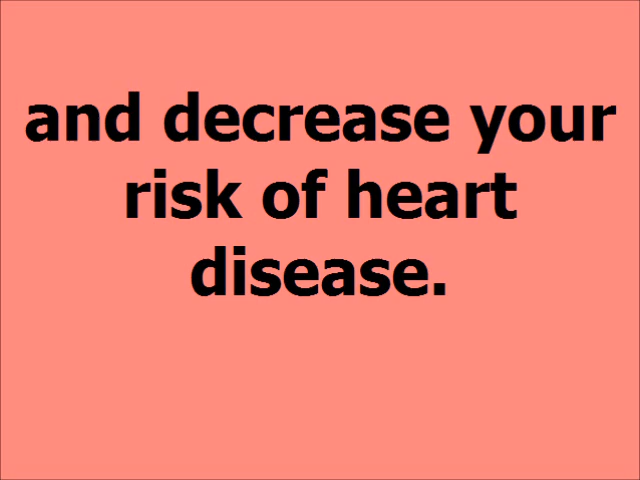 and decrease your
risk of heart
disease.